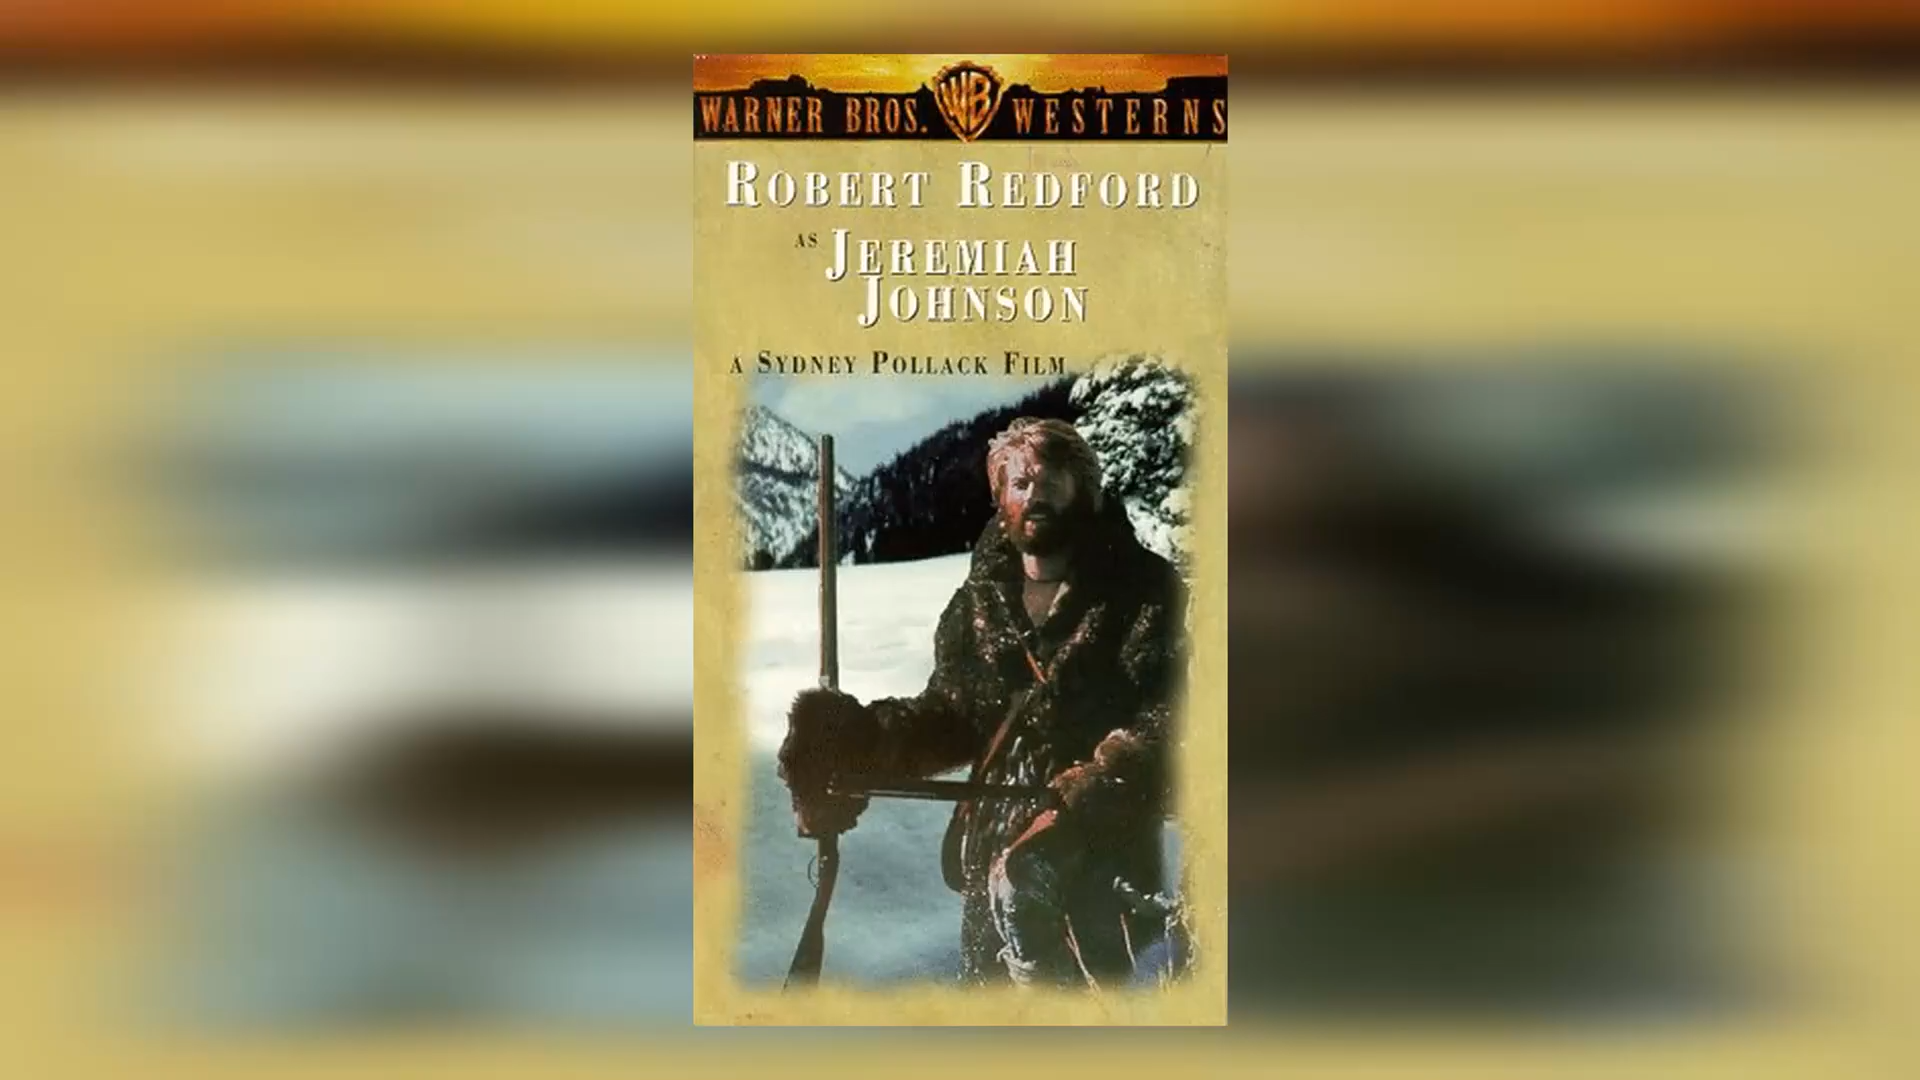 WARNER BROS. WB WESTERNS
ROBERT REDFORD
AS JEREMIAH
JOHNSON
A SYDNEY POLLACK FILM